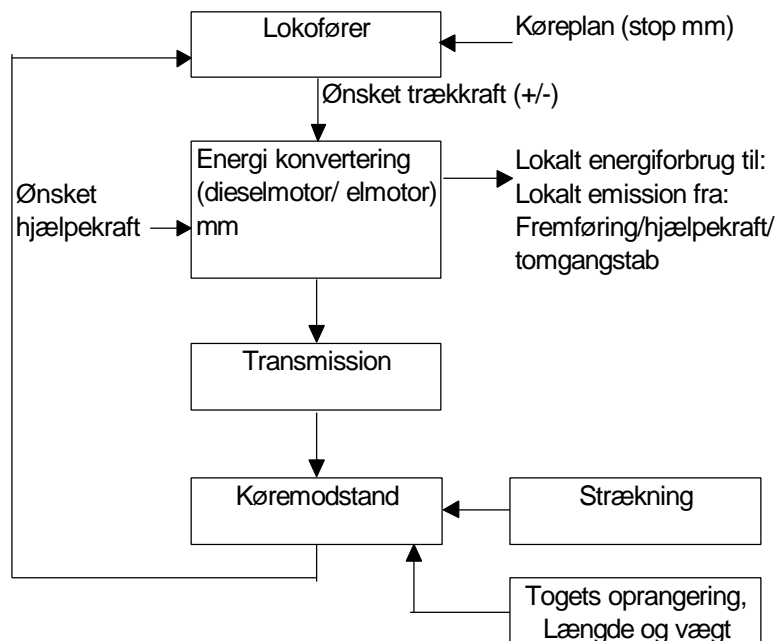 Lokofører
Køreplan (stop mm)
Ønsket trækkraft (+/-)
Energi konvertering
(dieselmotor/ elmotor)
mm
Lokalt energiforbrug til:
Lokalt emission fra:
Fremføring/hjælpekraft/
tomgangstab
Ønsket
hjælpekraft
Transmission
Køremodstand
Strækning
Togets oprangering,
Længde og vægt